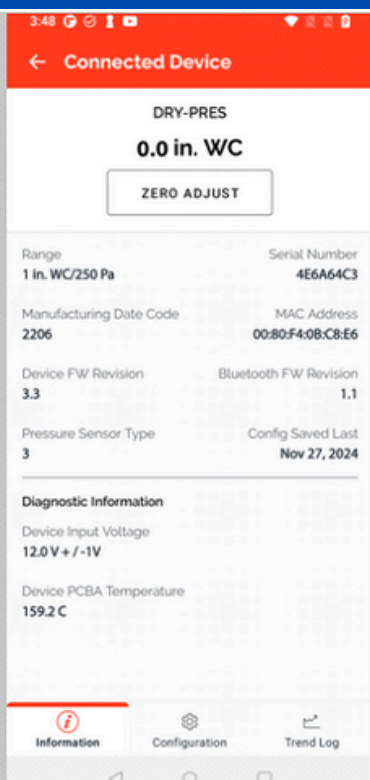 3:48
Connected Device
DRY-PRES
0.0 in. WC
ZERO ADJUST
Range Serial Number
1 in. WC/250 Pa 4E6A64C3
Manufacturing Date Code MAC Address
2206 00:80:F4:0B:C8:E6
Device FW Revision Bluetooth FW Revision
3.3 1.1
Pressure Sensor Type Config Saved Last
3 Nov 27, 2024
Diagnostic Information
Device Input Voltage
12.0 V + / -1V
Device PCBA Temperature
159.2 C
Information Configuration Trend Log